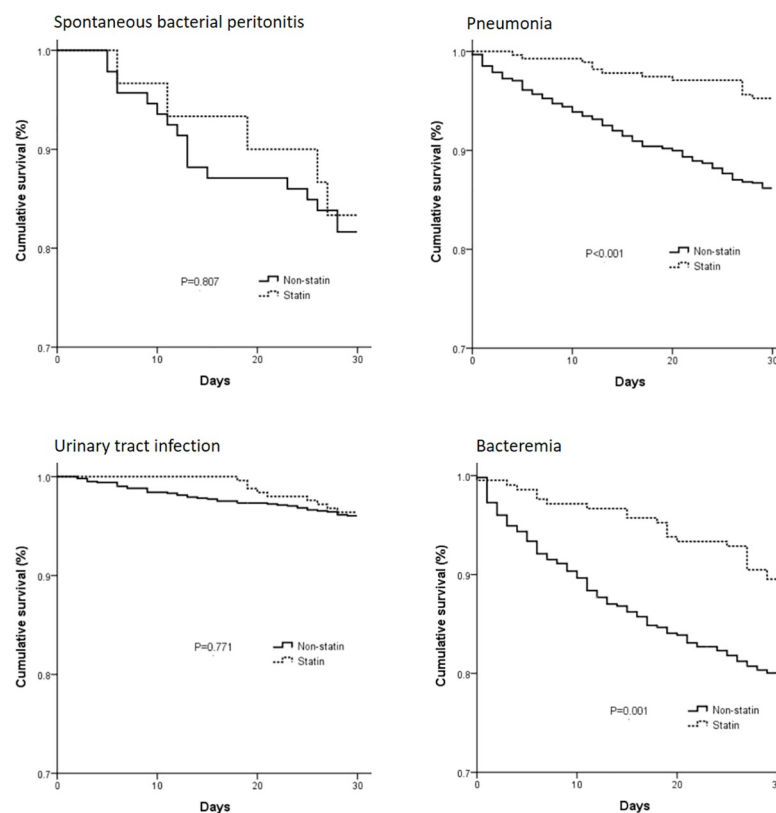 Spontaneous bacterial peritonitis
Cumulative survival (%)
1.0
0.9
0.8
0.7
P=0.807
Non-statin
Statin
0
10
20
30
Days
Pneumonia
Cumulative survival (%)
1.0
0.9
0.8
0.7
P<0.001
Non-statin
Statin
0
10
20
30
Days
Urinary tract infection
Cumulative survival (%)
1.0
0.9
0.8
0.7
P=0.771
Non-statin
Statin
0
10
20
30
Days
Bacteremia
Cumulative survival (%)
1.0
0.9
0.8
0.7
P=0.001
Non-statin
Statin
0
10
20
30
Days